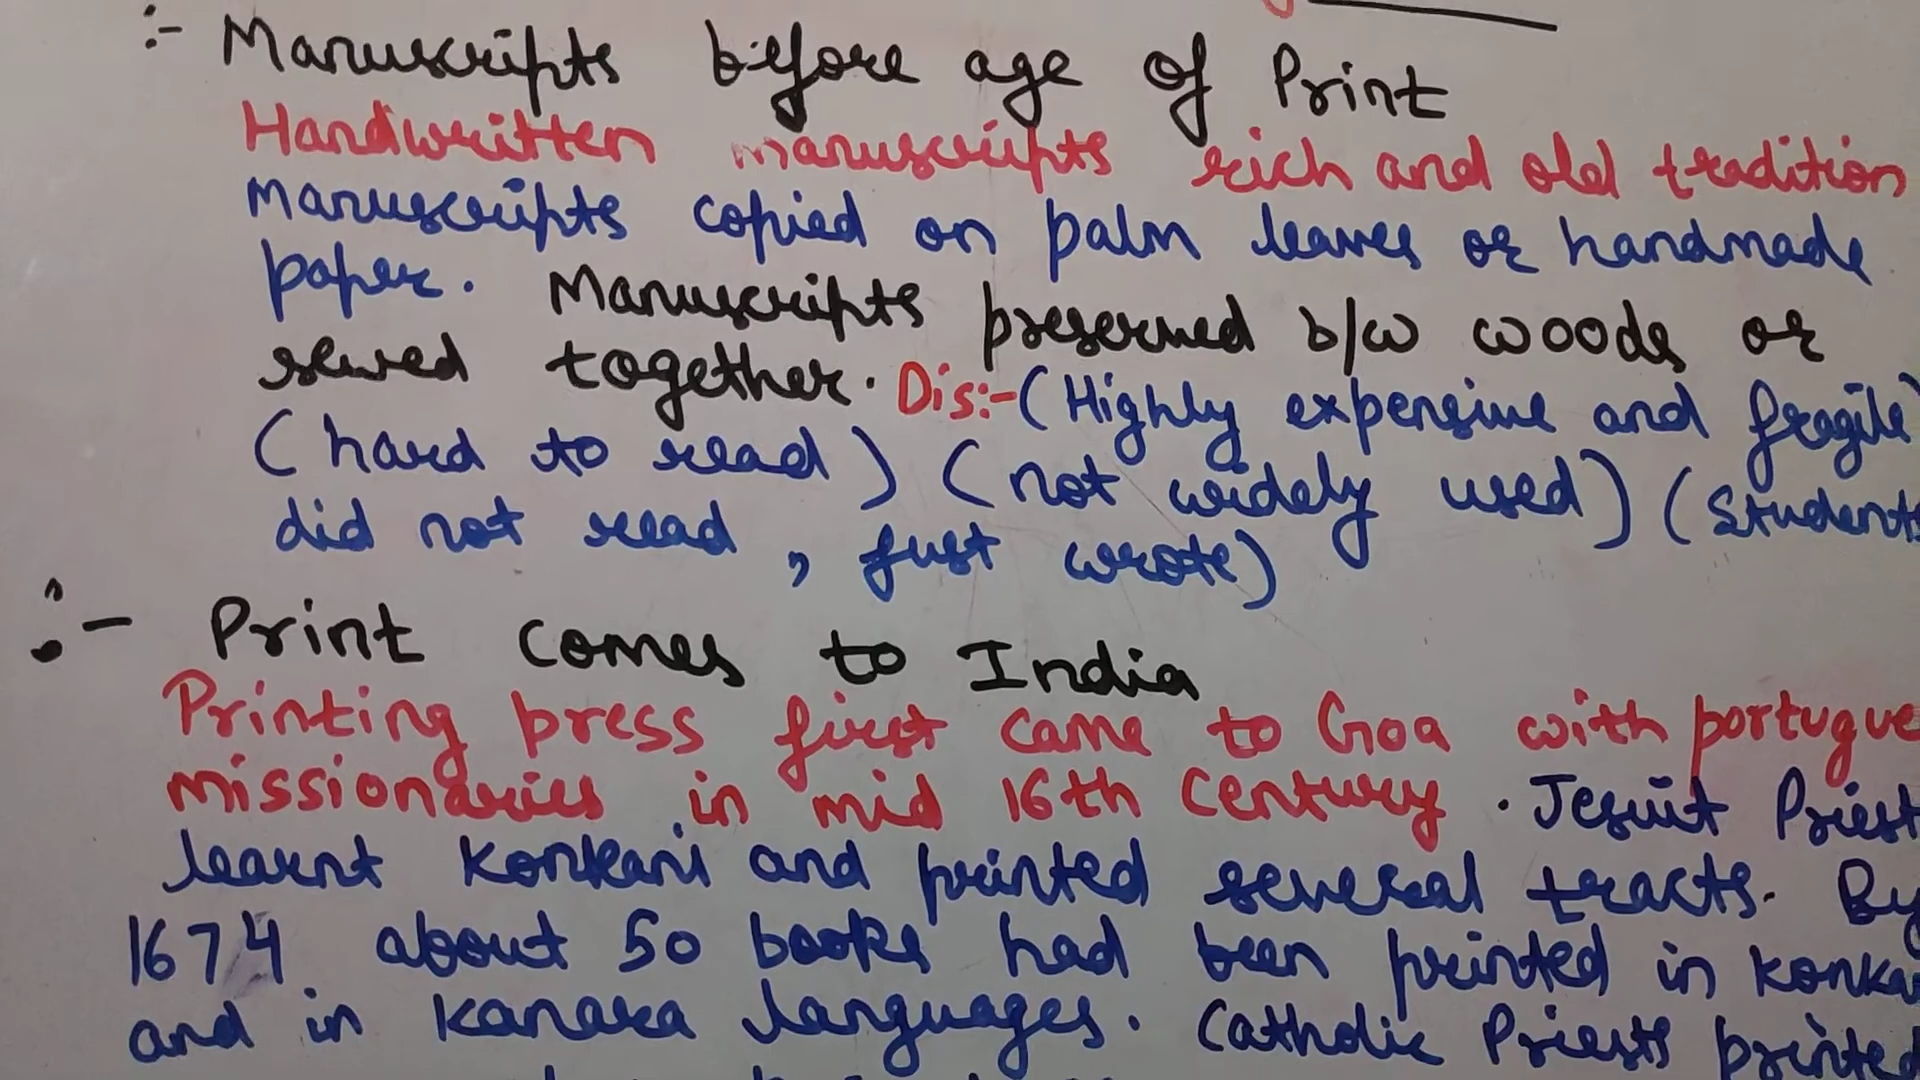 :- Manuscripts before age of Print
Handwritten manuscripts rich and old tradition
Manuscripts copied on palm leaves or handmade
paper. Manuscripts preserved b/w woods or
sewed together. Dis:- (Highly expensive and fragile)
(hard to read) (not widely used) (Students
did not read, just wrote)
:- Print comes to India
Printing press first came to Goa with portugue
missionaries in mid 16th Century. Jesuit Priest
learnt Konkani and printed several tracts. By
1674 about 50 books had been printed in konka
and in Kanara languages. Catholic Priests printed